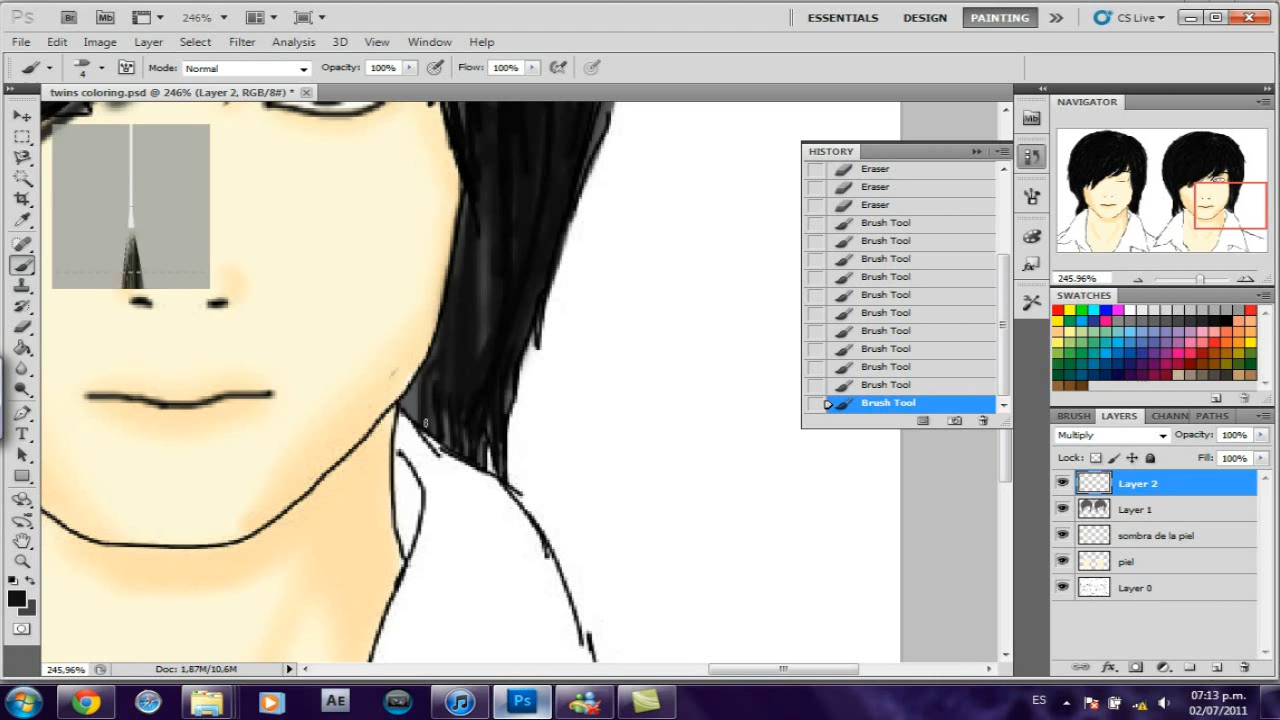 Ps Br Mb 246% ESSENTIALS DESIGN PAINTING CS Live
File Edit Image Layer Select Filter Analysis 3D View Window Help
4 Mode: Normal Opacity: 100% Flow: 100%
twins coloring.psd @ 246% (Layer 2, RGB/8#) *
HISTORY
Eraser
Eraser
Eraser
Brush Tool
Brush Tool
Brush Tool
Brush Tool
Brush Tool
Brush Tool
Brush Tool
Brush Tool
Brush Tool
Brush Tool
Brush Tool
Mb
NAVIGATOR
245.96%
SWATCHES
BRUSH LAYERS CHANN PATHS
Multiply Opacity: 100%
Lock: Fill: 100%
Layer 2
Layer 1
sombra de la piel
piel
Layer 0
245,96% Doc: 1,87M/10,6M
AE Ps ES 07:13 p.m.
02/07/2011